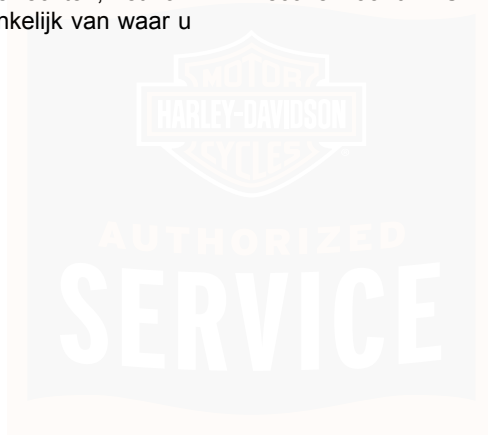 nkelijk van waar u
MOTOR
HARLEY-DAVIDSON
CYCLES
AUTHORIZED
SERVICE